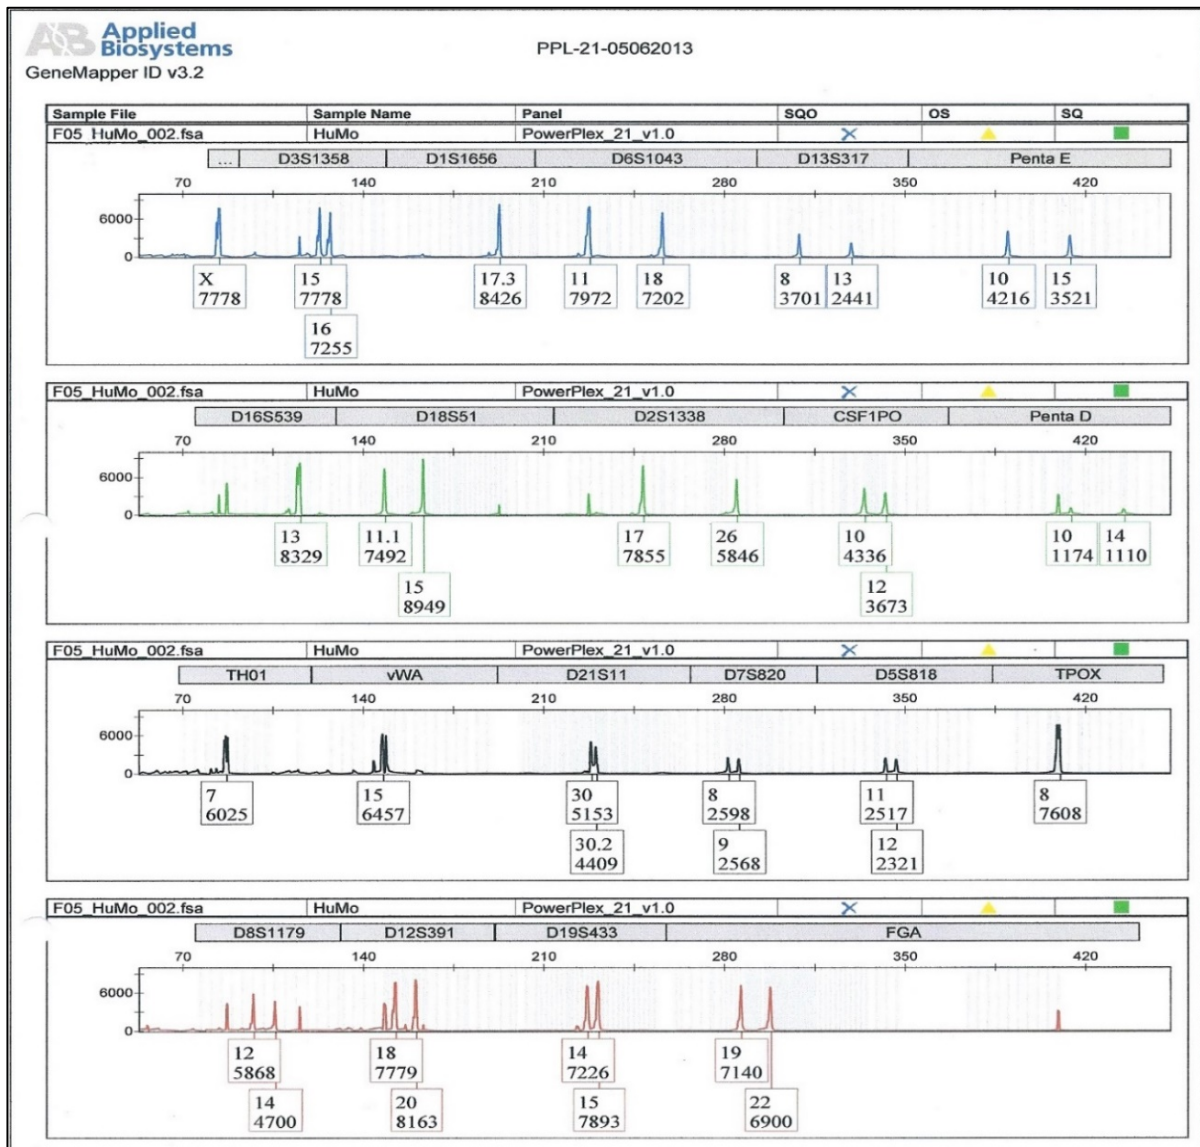 AB Applied
Biosystems
PPL-21-05062013
GeneMapper ID v3.2
Sample File Sample Name Panel SQO OS SQ
F05_HuMo_002.fsa HuMo PowerPlex_21_v1.0
... D3S1358 D1S1656 D6S1043 D13S317 Penta E
70 140 210 280 350 420
6000
0
X 15 17.3 11 18 8 13 10 15
7778 7778 8426 7972 7202 3701 2441 4216 3521
16
7255
F05_HuMo_002.fsa HuMo PowerPlex_21_v1.0
D16S539 D18S51 D2S1338 CSF1PO Penta D
70 140 210 280 350 420
6000
0
13 11.1 17 26 10 10 14
8329 7492 7855 5846 4336 1174 1110
15 12
8949 3673
F05_HuMo_002.fsa HuMo PowerPlex_21_v1.0
TH01 vWA D21S11 D7S820 D5S818 TPOX
70 140 210 280 350 420
6000
0
7 15 30 8 11 8
6025 6457 5153 2598 2517 7608
30.2 9 12
4409 2568 2321
F05_HuMo_002.fsa HuMo PowerPlex_21_v1.0
D8S1179 D12S391 D19S433 FGA
70 140 210 280 350 420
6000
0
12 18 14 19
5868 7779 7226 7140
14 20 15 22
4700 8163 7893 6900